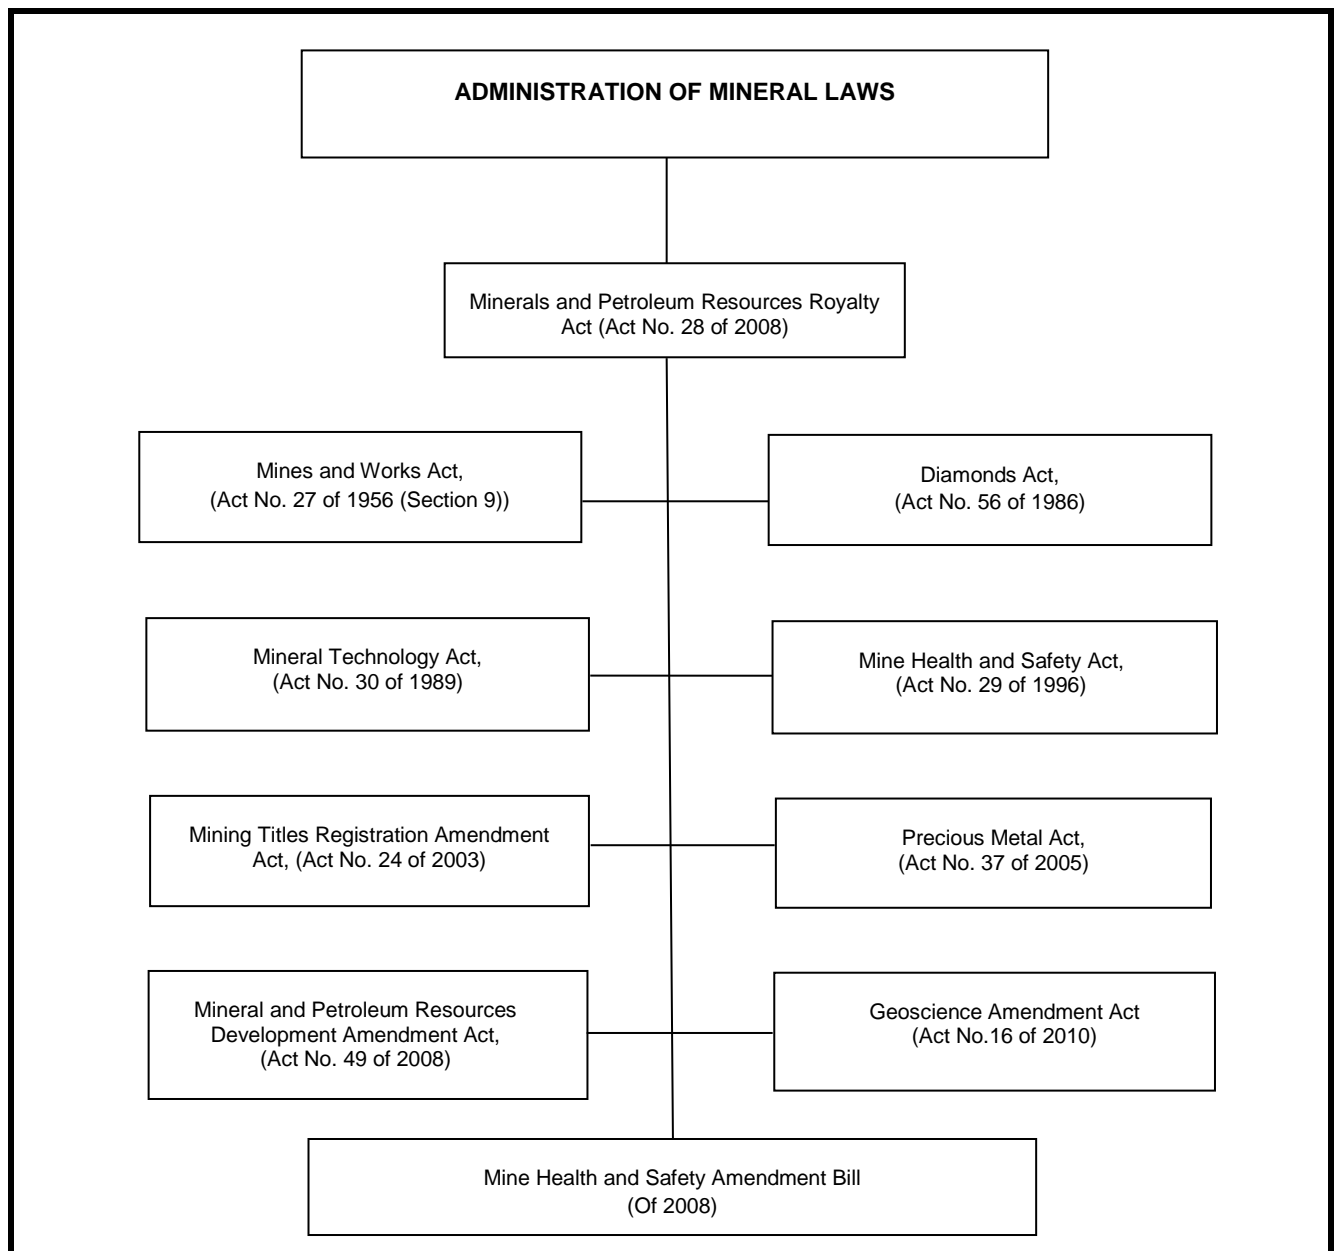 ADMINISTRATION OF MINERAL LAWS
Minerals and Petroleum Resources Royalty
Act (Act No. 28 of 2008)
Mines and Works Act,
(Act No. 27 of 1956 (Section 9))
Diamonds Act,
(Act No. 56 of 1986)
Mineral Technology Act,
(Act No. 30 of 1989)
Mine Health and Safety Act,
(Act No. 29 of 1996)
Mining Titles Registration Amendment
Act, (Act No. 24 of 2003)
Precious Metal Act,
(Act No. 37 of 2005)
Mineral and Petroleum Resources
Development Amendment Act,
(Act No. 49 of 2008)
Geoscience Amendment Act
(Act No.16 of 2010)
Mine Health and Safety Amendment Bill
(Of 2008)